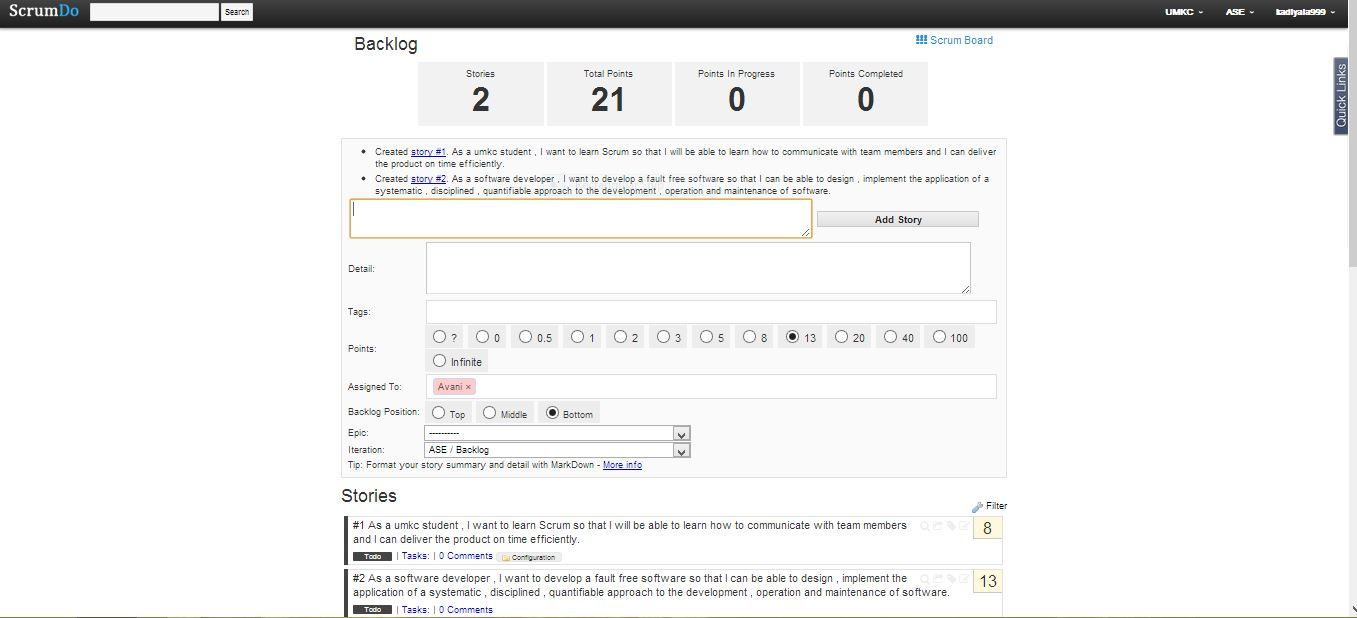 ScrumDo Search UMKC ASE kadiyala999
Backlog
Scrum Board
Stories Total Points Points In Progress Points Completed
2 21 0 0
Quick Links
Created story #1. As a umkc student , I want to learn Scrum so that I will be able to learn how to communicate with team members and I can deliver
the product on time efficiently.
Created story #2. As a software developer , I want to develop a fault free software so that I can be able to design , implement the application of a
systematic , disciplined , quantifiable approach to the development , operation and maintenance of software.
Add Story
Detail:
Tags:
Points: ? 0 0.5 1 2 3 5 8 13 20 40 100
Infinite
Assigned To: Avani ×
Backlog Position: Top Middle Bottom
Epic: ----------
Iteration: ASE / Backlog
Tip: Format your story summary and detail with MarkDown - More info
Stories
Filter
#1 As a umkc student , I want to learn Scrum so that I will be able to learn how to communicate with team members 8
and I can deliver the product on time efficiently.
Todo | Tasks: | 0 Comments Configuration
#2 As a software developer , I want to develop a fault free software so that I can be able to design , implement the 13
application of a systematic , disciplined , quantifiable approach to the development , operation and maintenance of software.
Todo | Tasks: | 0 Comments